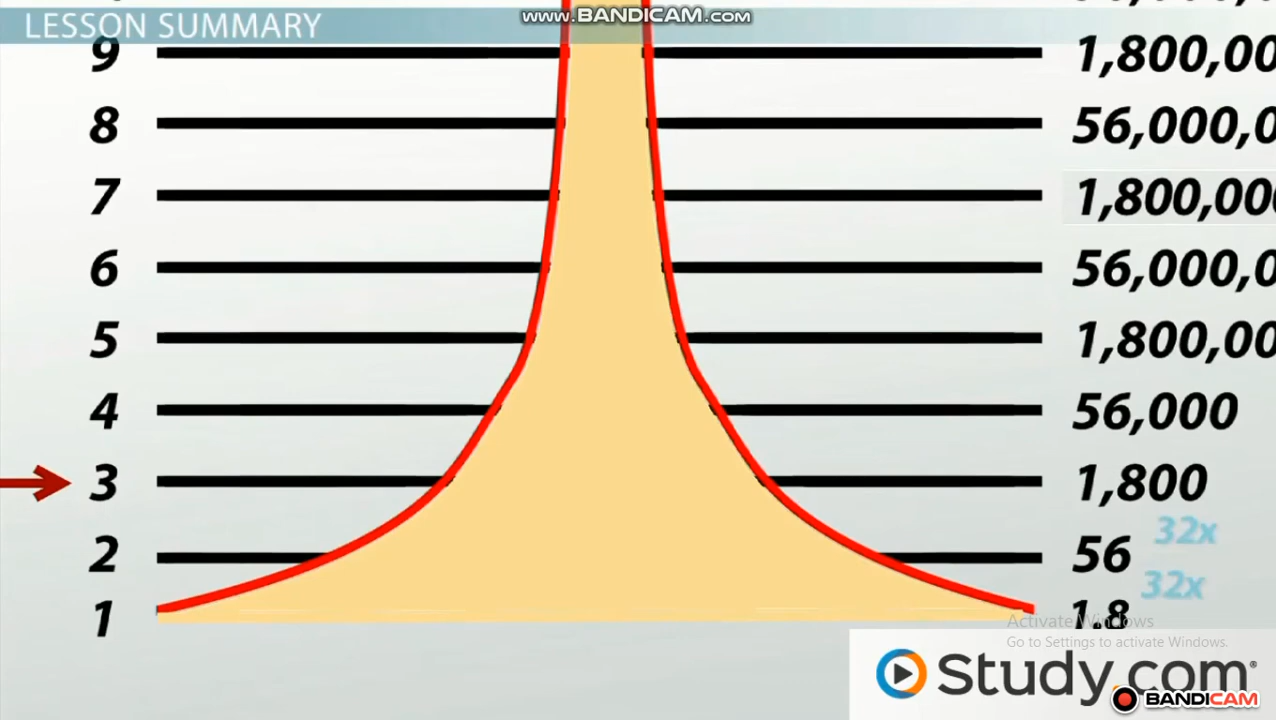 www.BANDICAM.com
LESSON SUMMARY
9 1,800,00
8 56,000,0
7 1,800,000
6 56,000,0
5 1,800,00
4 56,000
3 1,800
32x
2 56
32x
1 1.8
Activate Windows
Go to Settings to activate Windows.
Study.com®
BANDICAM